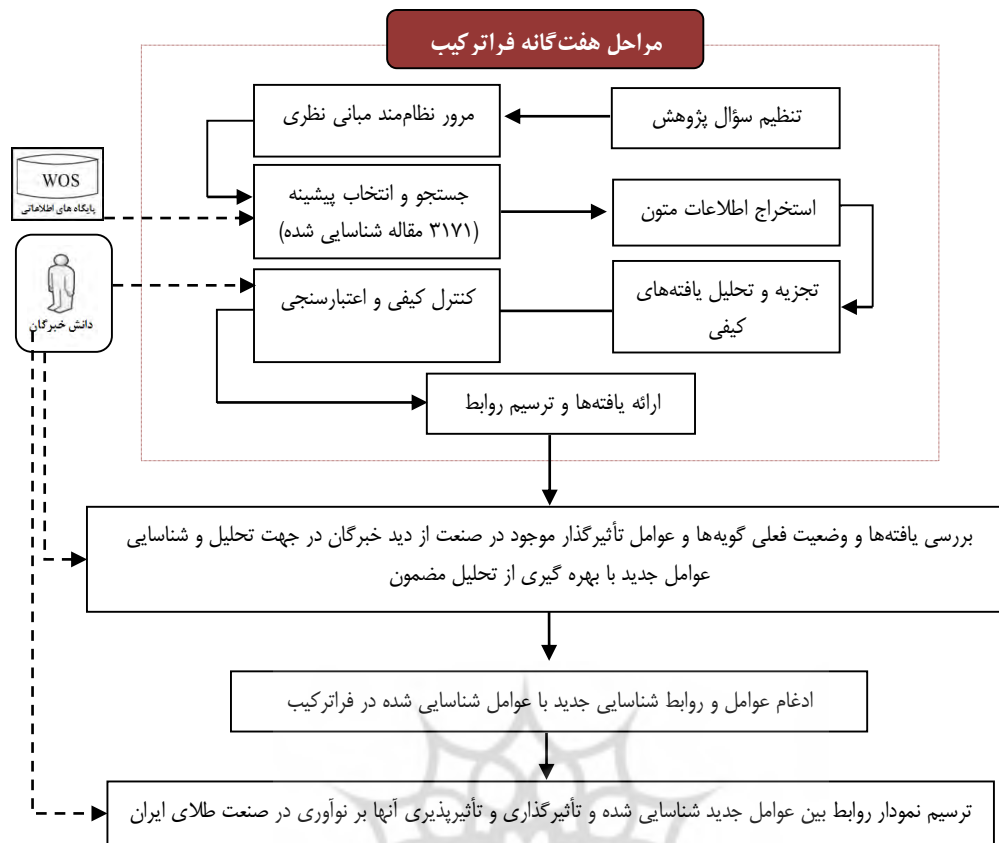 مراحل هفت‌گانه فراترکیب
تنظیم سؤال پژوهش
مرور نظام‌مند مبانی نظری
WOS
پایگاه های اطلاعاتی
جستجو و انتخاب پیشینه
(۳۱۷۱ مقاله شناسایی شده)
استخراج اطلاعات متون
تجزیه و تحلیل یافته‌های
کیفی
کنترل کیفی و اعتبارسنجی
دانش خبرگان
ارائه یافته‌ها و ترسیم روابط
بررسی یافته‌ها و وضعیت فعلی گویه‌ها و عوامل تأثیرگذار موجود در صنعت از دید خبرگان در جهت تحلیل و شناسایی
عوامل جدید با بهره گیری از تحلیل مضمون
ادغام عوامل و روابط شناسایی جدید با عوامل شناسایی شده در فراترکیب
ترسیم نمودار روابط بین عوامل جدید شناسایی شده و تأثیرگذاری و تأثیرپذیری آنها بر نوآوری در صنعت طلای ایران